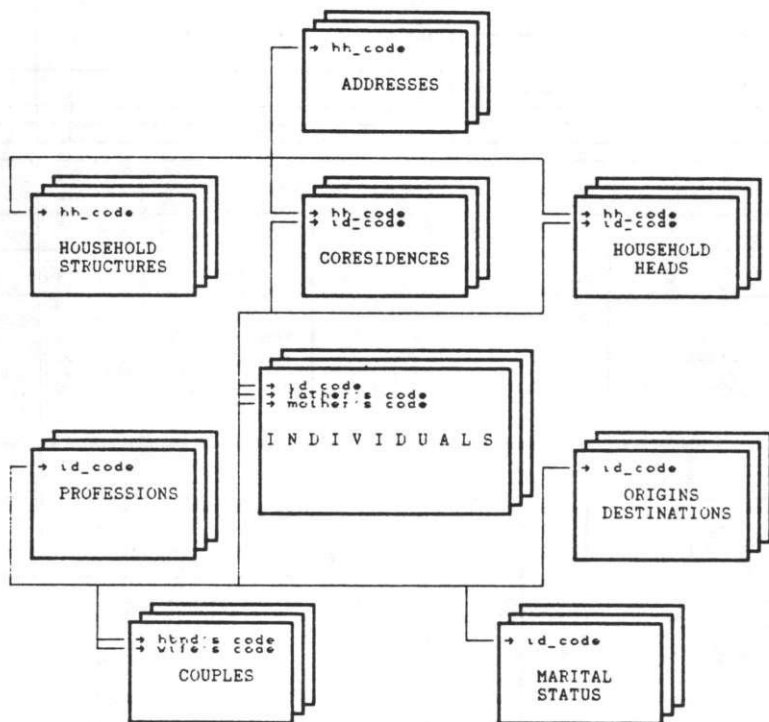 → hh_code
ADDRESSES
→ hh_code
HOUSEHOLD
STRUCTURES
→ hh_code
→ id_code
CORESIDENCES
→ hh_code
→ id_code
HOUSEHOLD
HEADS
→ id_code
→ father's code
→ mother's code
I N D I V I D U A L S
→ id_code
PROFESSIONS
→ id_code
ORIGINS
DESTINATIONS
→ code
→ wife's code
COUPLES
→ id_code
MARITAL
STATUS